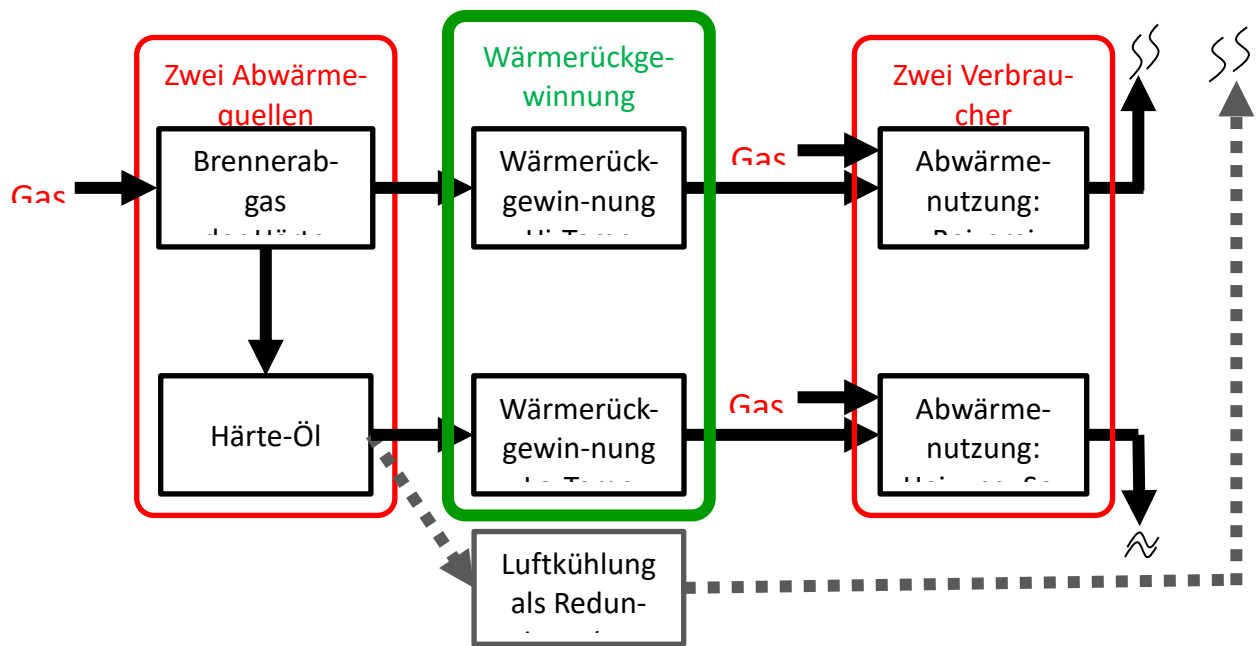 Zwei Abwärme-
quellen
Wärmerückge-
winnung
Zwei Verbrau-
cher
Gas
Brennerab-
gas
Wärmerück-
gewin-nung
Gas
Abwärme-
nutzung:
Härte-Öl
Wärmerück-
gewin-nung
Gas
Abwärme-
nutzung:
Luftkühlung
als Redun-